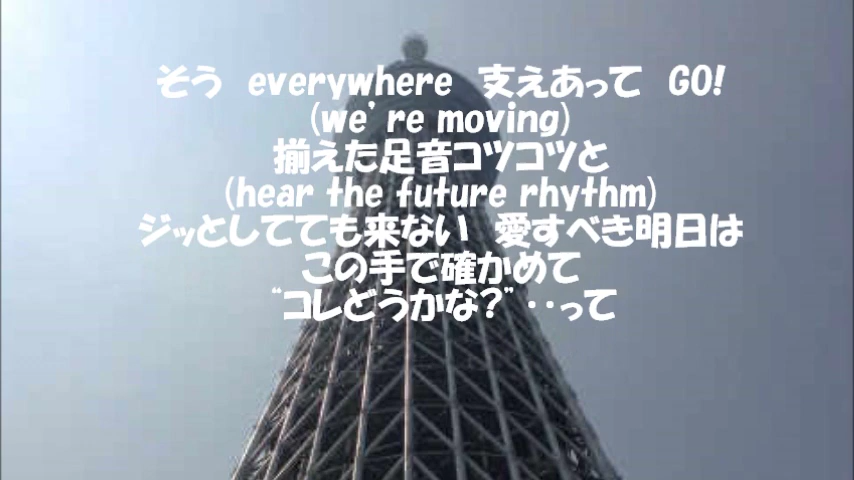 そう　everywhere　支えあって　GO!
(we're moving)
揃えた足音コツコツと
(hear the future rhythm)
ジッとしてても来ない　愛すべき明日は
この手で確かめて
“コレどうかな?”‥って